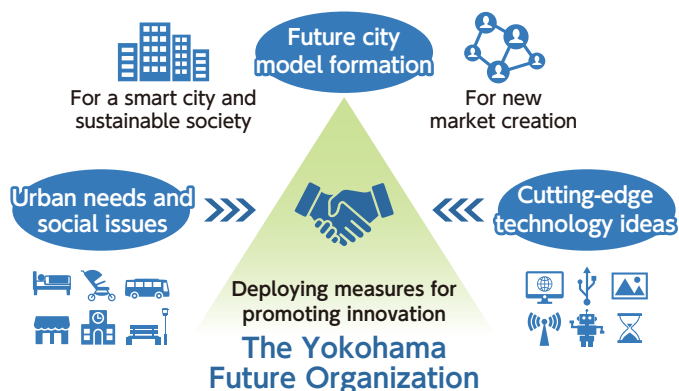 Future city
model formation
For a smart city and
sustainable society
For new
market creation
Urban needs and
social issues
Cutting-edge
technology ideas
Deploying measures for
promoting innovation
The Yokohama
Future Organization